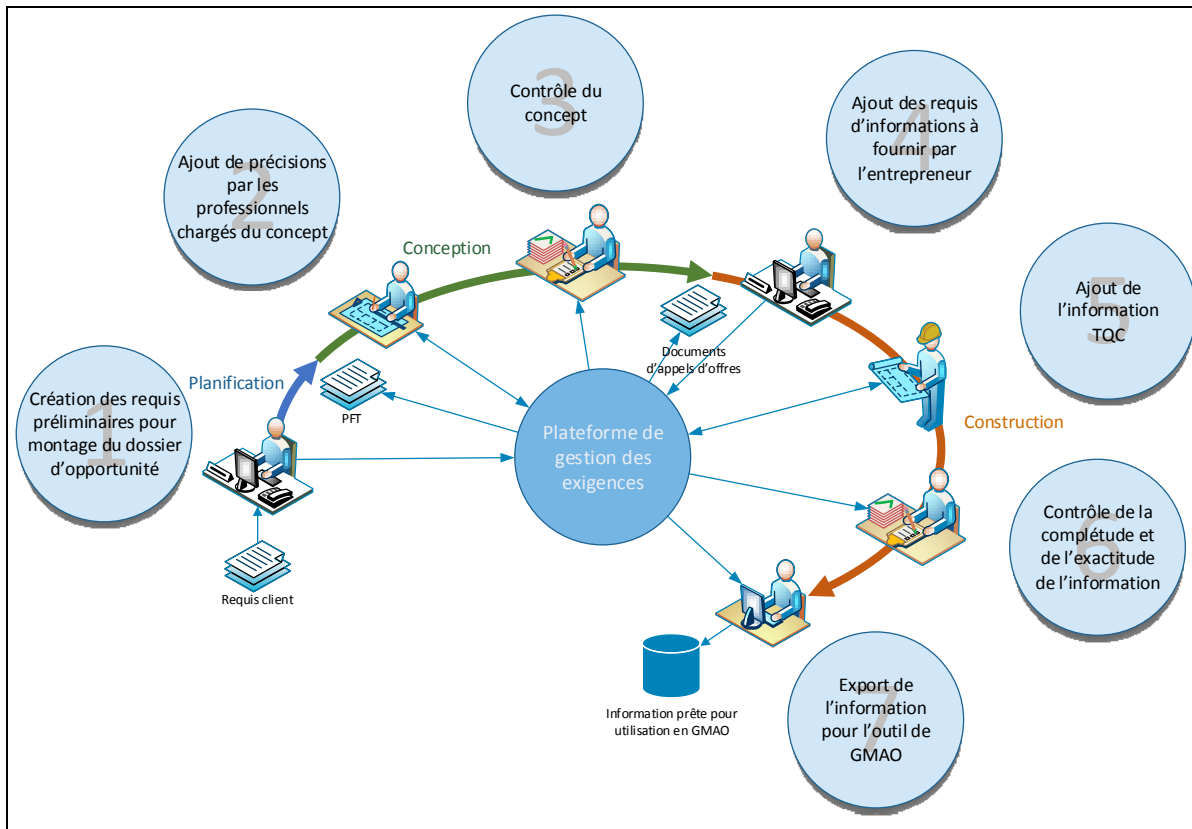 1
Création des requis
préliminaires pour
montage du dossier
d’opportunité
2
Ajout de précisions
par les
professionnels
chargés du concept
3
Contrôle du
concept
4
Ajout des requis
d’informations à
fournir par
l’entrepreneur
5
Ajout de
l’information
TQC
6
Contrôle de la
complétude et
de l’exactitude
de l’information
7
Export de
l’information
pour l’outil de
GMAO
Planification
Conception
Construction
PFT
Documents
d’appels d’offres
Plateforme de
gestion des
exigences
Requis client
Information prête pour
utilisation en GMAO